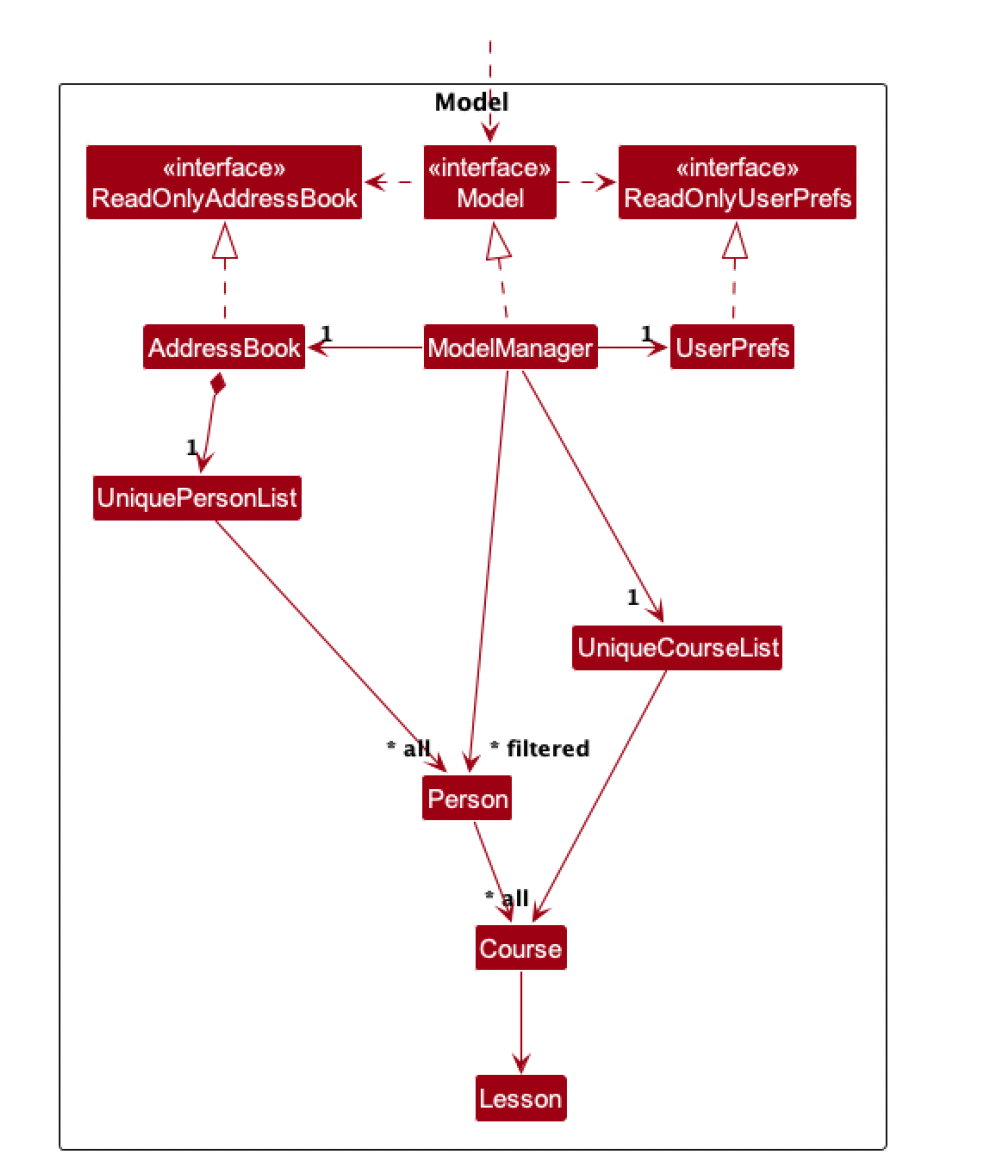 Model
«interface»
ReadOnlyAddressBook
«interface»
Model
«interface»
ReadOnlyUserPrefs
AddressBook
1
ModelManager
1
UserPrefs
1
UniquePersonList
1
UniqueCourseList
* all
* filtered
Person
* all
Course
Lesson